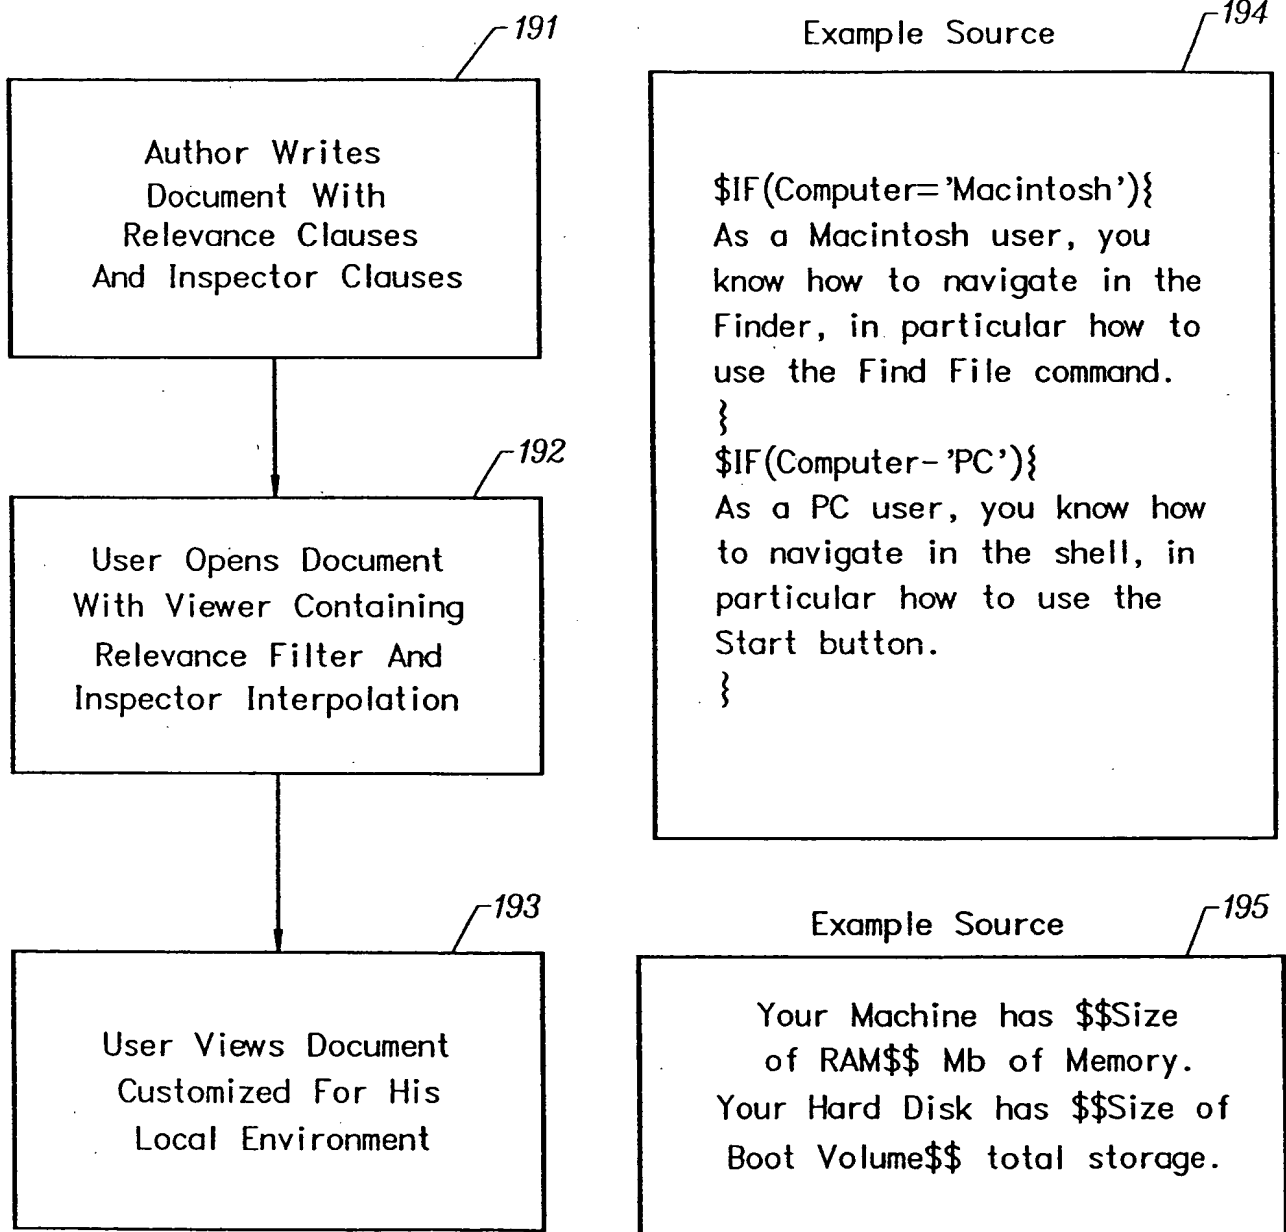 191
Author Writes
Document With
Relevance Clauses
And Inspector Clauses
192
User Opens Document
With Viewer Containing
Relevance Filter And
Inspector Interpolation
193
User Views Document
Customized For His
Local Environment
Example Source
194
$IF(Computer='Macintosh'){
As a Macintosh user, you
know how to navigate in the
Finder, in particular how to
use the Find File command.
}
$IF(Computer-'PC'){
As a PC user, you know how
to navigate in the shell, in
particular how to use the
Start button.
}
Example Source
195
Your Machine has $$Size
of RAM$$ Mb of Memory.
Your Hard Disk has $$Size of
Boot Volume$$ total storage.